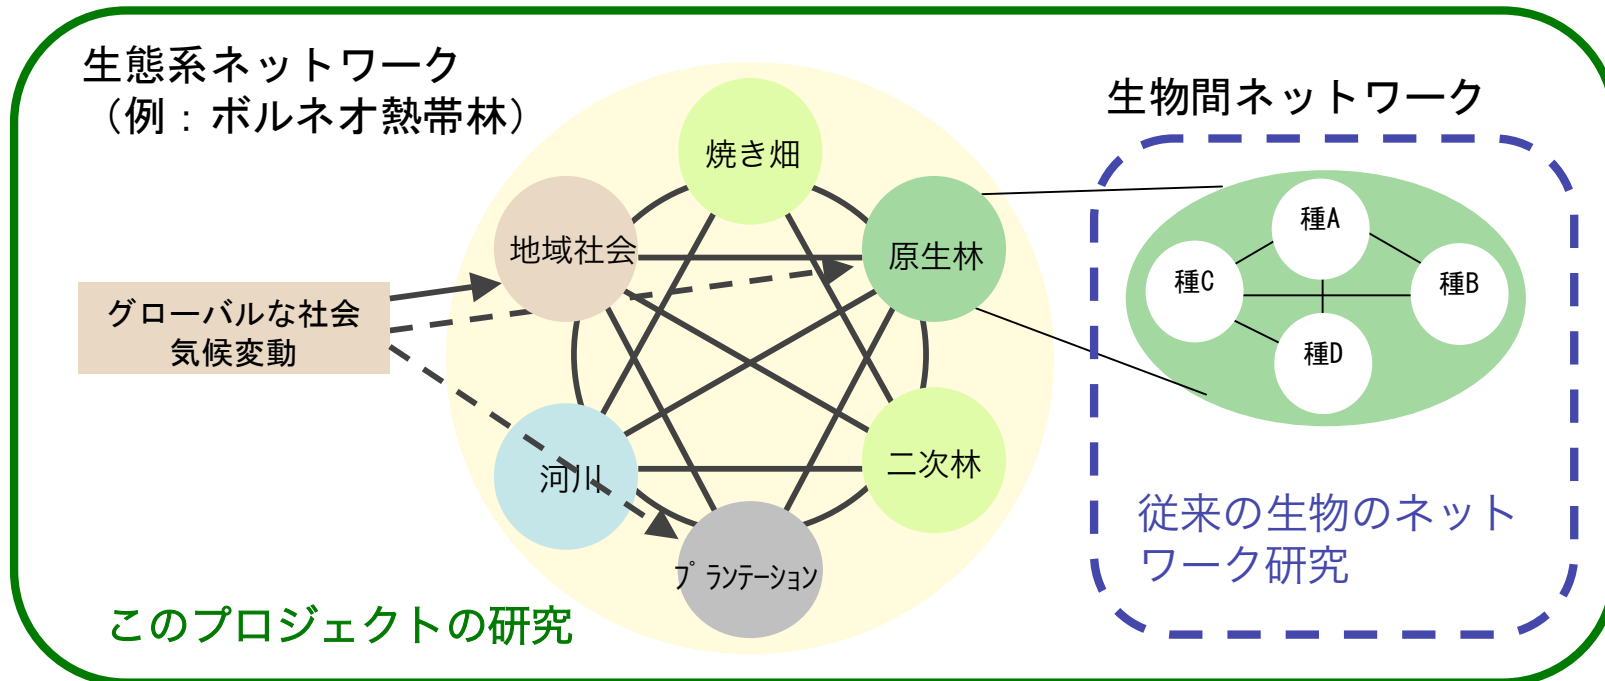 生態系ネットワーク
（例：ボルネオ熱帯林）
生物間ネットワーク
焼き畑
地域社会
原生林
グローバルな社会
気候変動
河川
二次林
プランテーション
種A
種C
種B
種D
従来の生物のネット
ワーク研究
このプロジェクトの研究